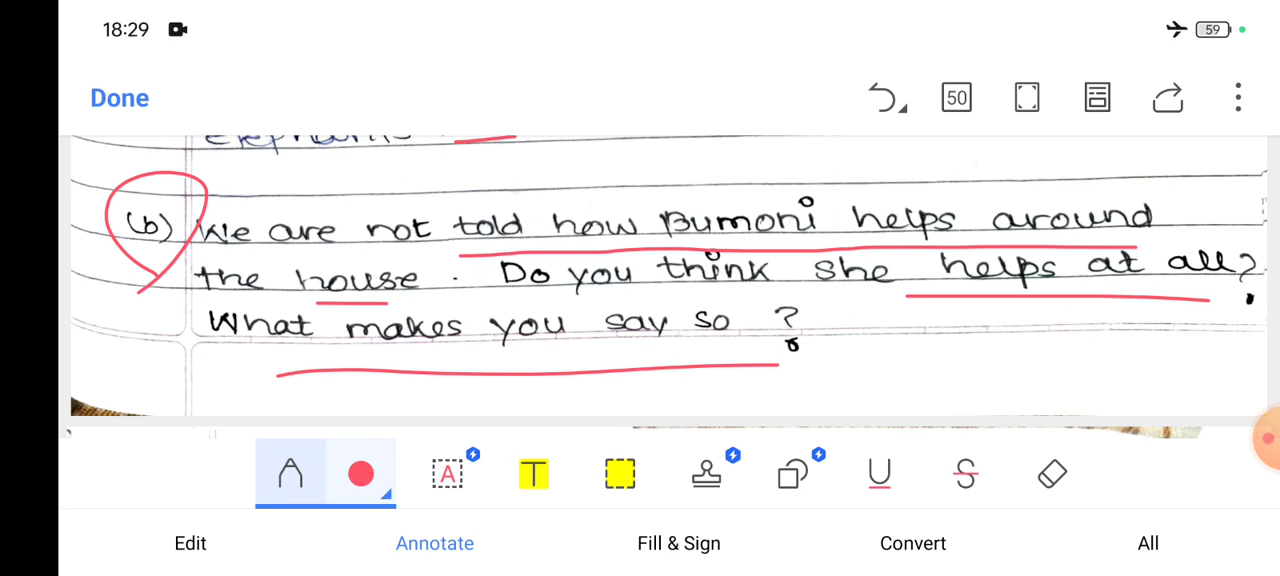 18:29
59
Done
50
(b) We are not told how Bumoni helps around
the house. Do you think she helps at all?
What makes you say so?
A
T
U
S
Edit
Annotate
Fill & Sign
Convert
All